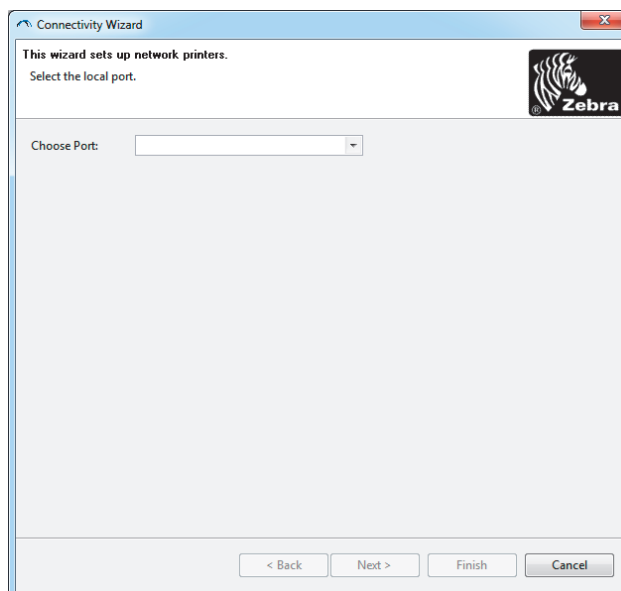 Connectivity Wizard
This wizard sets up network printers.
Select the local port.
® Zebra
Choose Port:
< Back Next > Finish Cancel